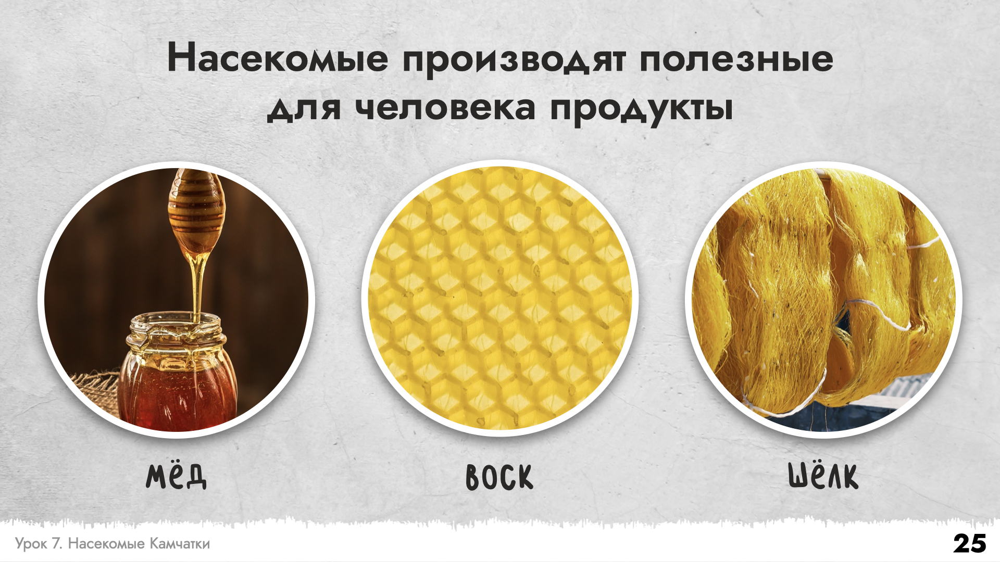 Насекомые производят полезные
для человека продукты
мёд
воск
шёлк
Урок 7. Насекомые Камчатки
25